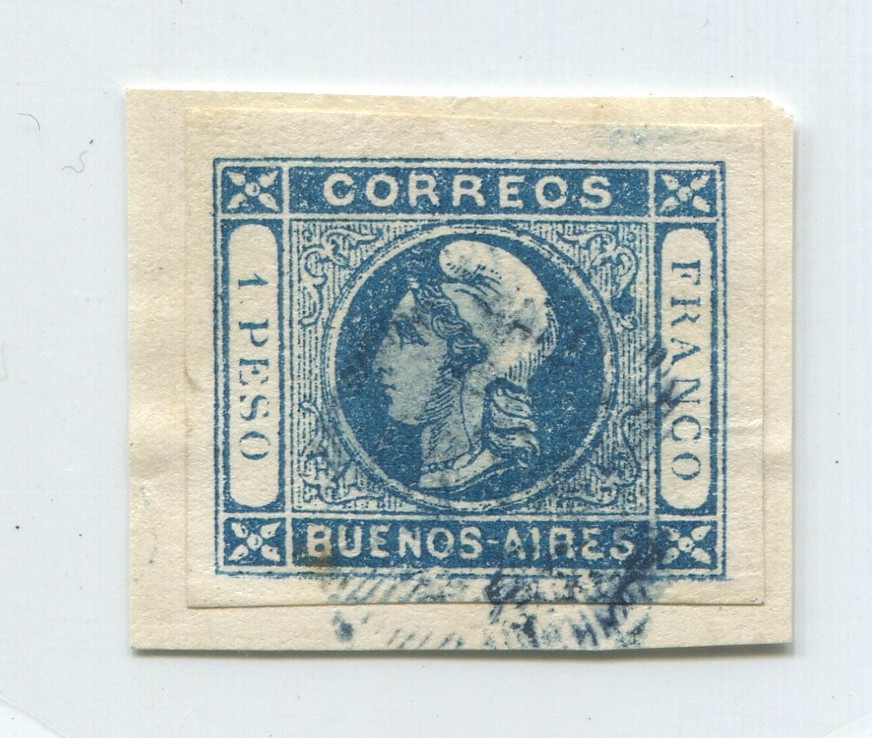 CORREOS
1 PESO
FRANCO
BUENOS-AIRES